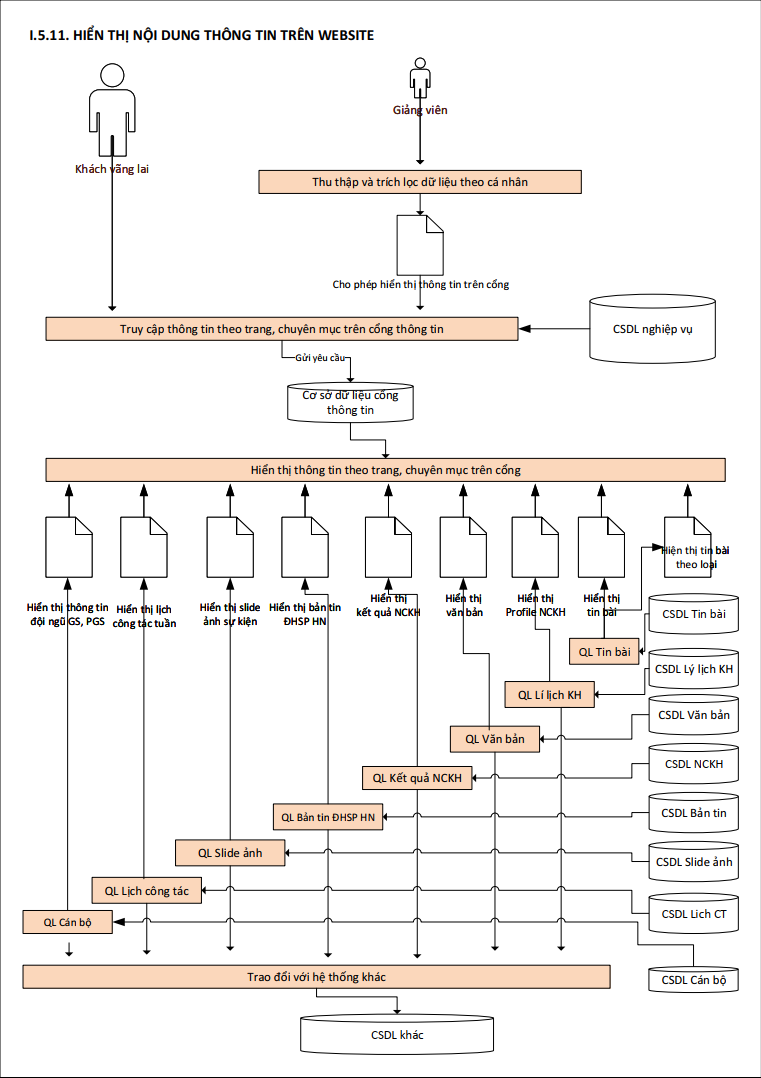 I.5.11. HIỂN THỊ NỘI DUNG THÔNG TIN TRÊN WEBSITE
Giảng viên
Khách vãng lai
Thu thập và trích lọc dữ liệu theo cá nhân
Cho phép hiển thị thông tin trên cổng
Truy cập thông tin theo trang, chuyên mục trên cổng thông tin
CSDL nghiệp vụ
Gửi yêu cầu
Cơ sở dữ liệu cổng
thông tin
Hiển thị thông tin theo trang, chuyên mục trên cổng
Hiển thị thông tin
đội ngũ GS, PGS
Hiển thị lịch
công tác tuần
Hiển thị slide
ảnh sự kiện
Hiển thị bản tin
ĐHSP HN
Hiển thị
kết quả NCKH
Hiển thị
văn bản
Hiển thị
Profile NCKH
Hiển thị
tin bài
Hiện thị tin bài
theo loại
CSDL Tin bài
QL Tin bài
CSDL Lý lịch KH
QL Lí lịch KH
CSDL Văn bản
QL Văn bản
CSDL NCKH
QL Kết quả NCKH
CSDL Bản tin
QL Bản tin ĐHSP HN
CSDL Slide ảnh
QL Slide ảnh
QL Lịch công tác
CSDL Lich CT
QL Cán bộ
CSDL Cán bộ
Trao đổi với hệ thống khác
CSDL khác